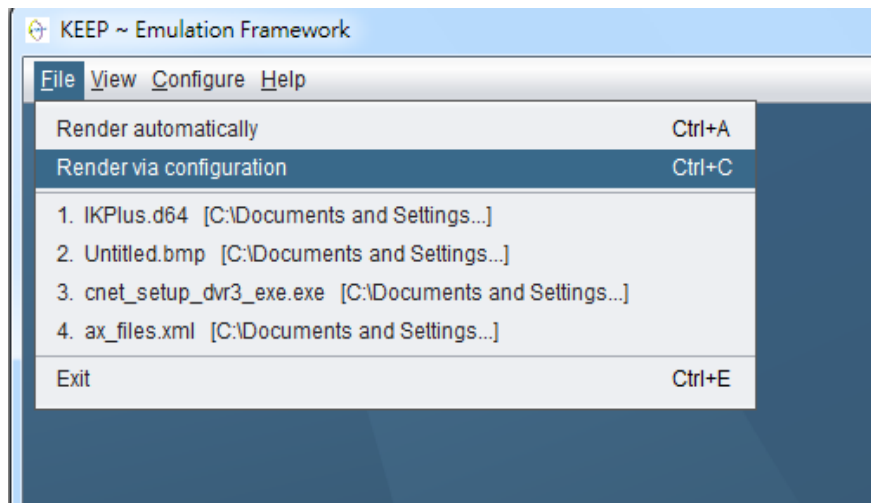 KEEP ~ Emulation Framework
File View Configure Help
Render automatically Ctrl+A
Render via configuration Ctrl+C
1. IKPlus.d64 [C:\Documents and Settings...]
2. Untitled.bmp [C:\Documents and Settings...]
3. cnet_setup_dvr3_exe.exe [C:\Documents and Settings...]
4. ax_files.xml [C:\Documents and Settings...]
Exit Ctrl+E